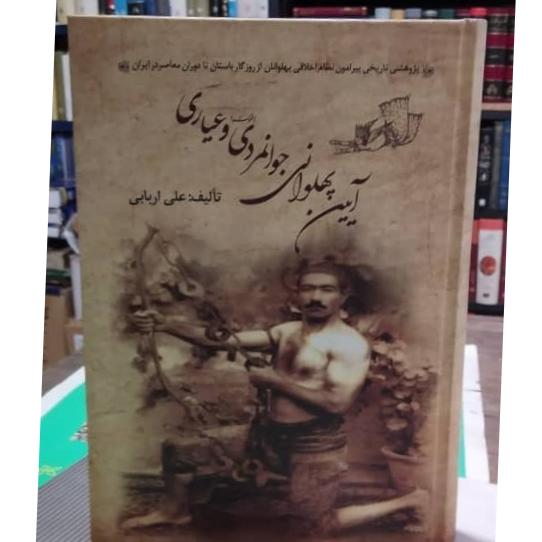 پژوهشی تاریخی پیرامون نظام اخلاقی پهلوانان از روزگار باستان تا دوران معاصر در ایران
آیین پهلوانی جوانمردی و عیاری
تألیف: علی اربابی